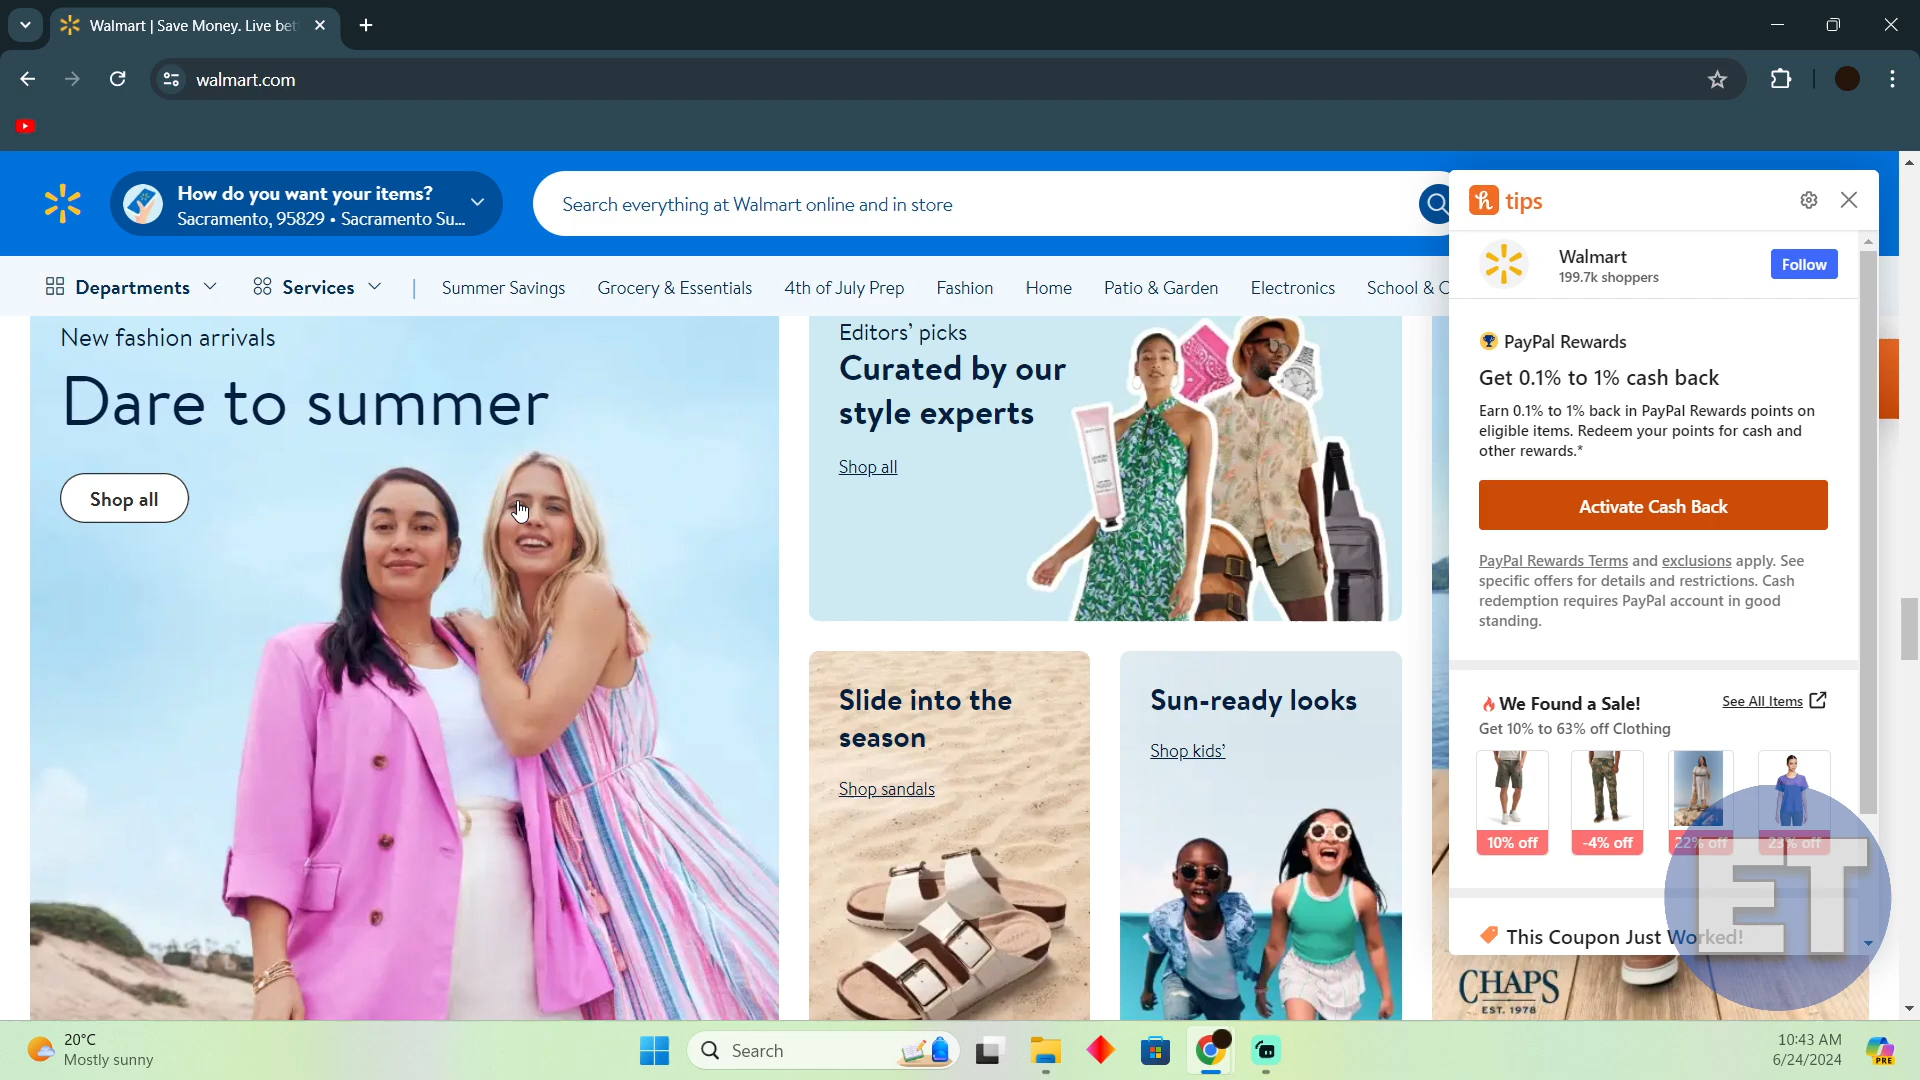 Walmart | Save Money. Live bet
walmart.com
How do you want your items?
Sacramento, 95829 • Sacramento Su...
Search everything at Walmart online and in store
Departments
Services
Summer Savings
Grocery & Essentials
4th of July Prep
Fashion
Home
Patio & Garden
Electronics
School & C
New fashion arrivals
Dare to summer
Shop all
Editors' picks
Curated by our
style experts
Shop all
Slide into the
season
Shop sandals
Sun-ready looks
Shop kids'
CHAPS
EST. 1978
h tips
Walmart
199.7k shoppers
Follow
PayPal Rewards
Get 0.1% to 1% cash back
Earn 0.1% to 1% back in PayPal Rewards points on
eligible items. Redeem your points for cash and
other rewards.*
Activate Cash Back
PayPal Rewards Terms and exclusions apply. See
specific offers for details and restrictions. Cash
redemption requires PayPal account in good
standing.
We Found a Sale!
See All Items
Get 10% to 63% off Clothing
10% off
-4% off
22% off
23% off
This Coupon Just Worked!
ET
20°C
Mostly sunny
Search
10:43 AM
6/24/2024
PRE